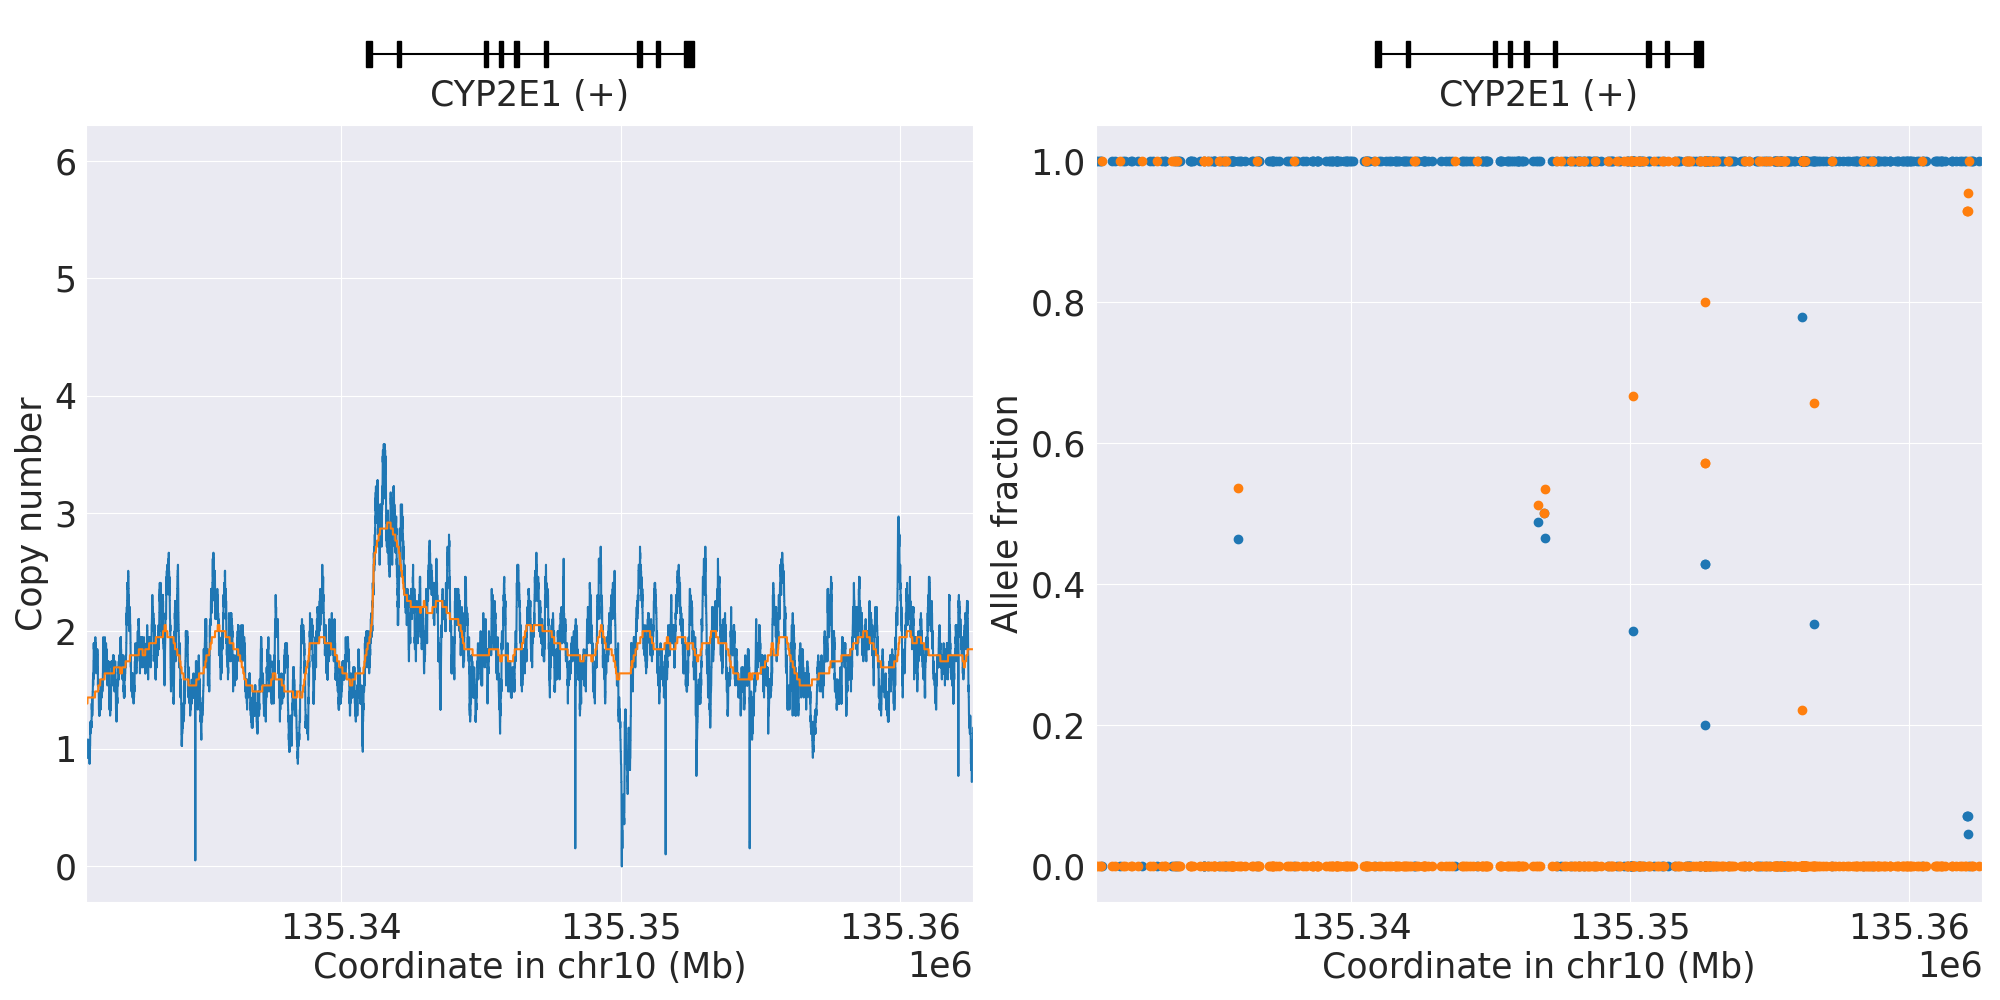 CYP2E1 (+)
6
5
4
3
2
1
0
Copy number
135.34 135.35 135.36
Coordinate in chr10 (Mb)
1e6
CYP2E1 (+)
1.0
0.8
0.6
0.4
0.2
0.0
Allele fraction
135.34 135.35 135.36
Coordinate in chr10 (Mb)
1e6